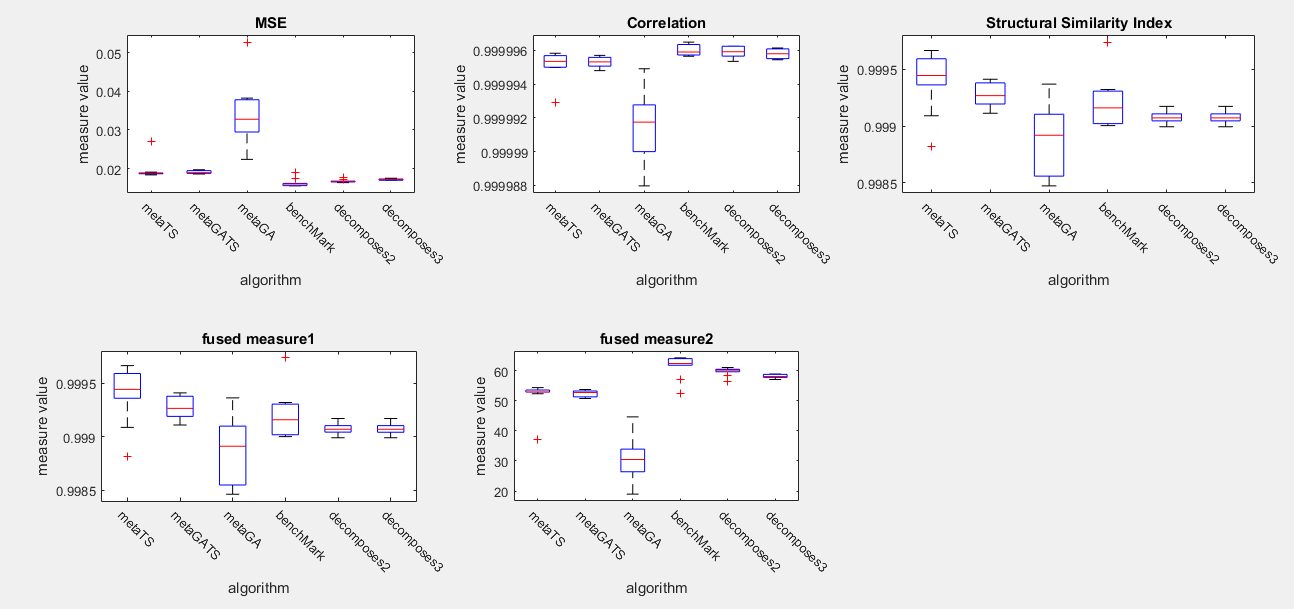 MSE
measure value
0.05
0.04
0.03
0.02
metaTS
metaGATS
metaGA
benchMark
decomposes2
decomposes3
algorithm
Correlation
measure value
0.999996
0.999994
0.999992
0.99999
0.999988
metaTS
metaGATS
metaGA
benchMark
decomposes2
decomposes3
algorithm
Structural Similarity Index
measure value
0.9995
0.999
0.9985
metaTS
metaGATS
metaGA
benchMark
decomposes2
decomposes3
algorithm
fused measure1
measure value
0.9995
0.999
0.9985
metaTS
metaGATS
metaGA
benchMark
decomposes2
decomposes3
algorithm
fused measure2
measure value
60
50
40
30
20
metaTS
metaGATS
metaGA
benchMark
decomposes2
decomposes3
algorithm